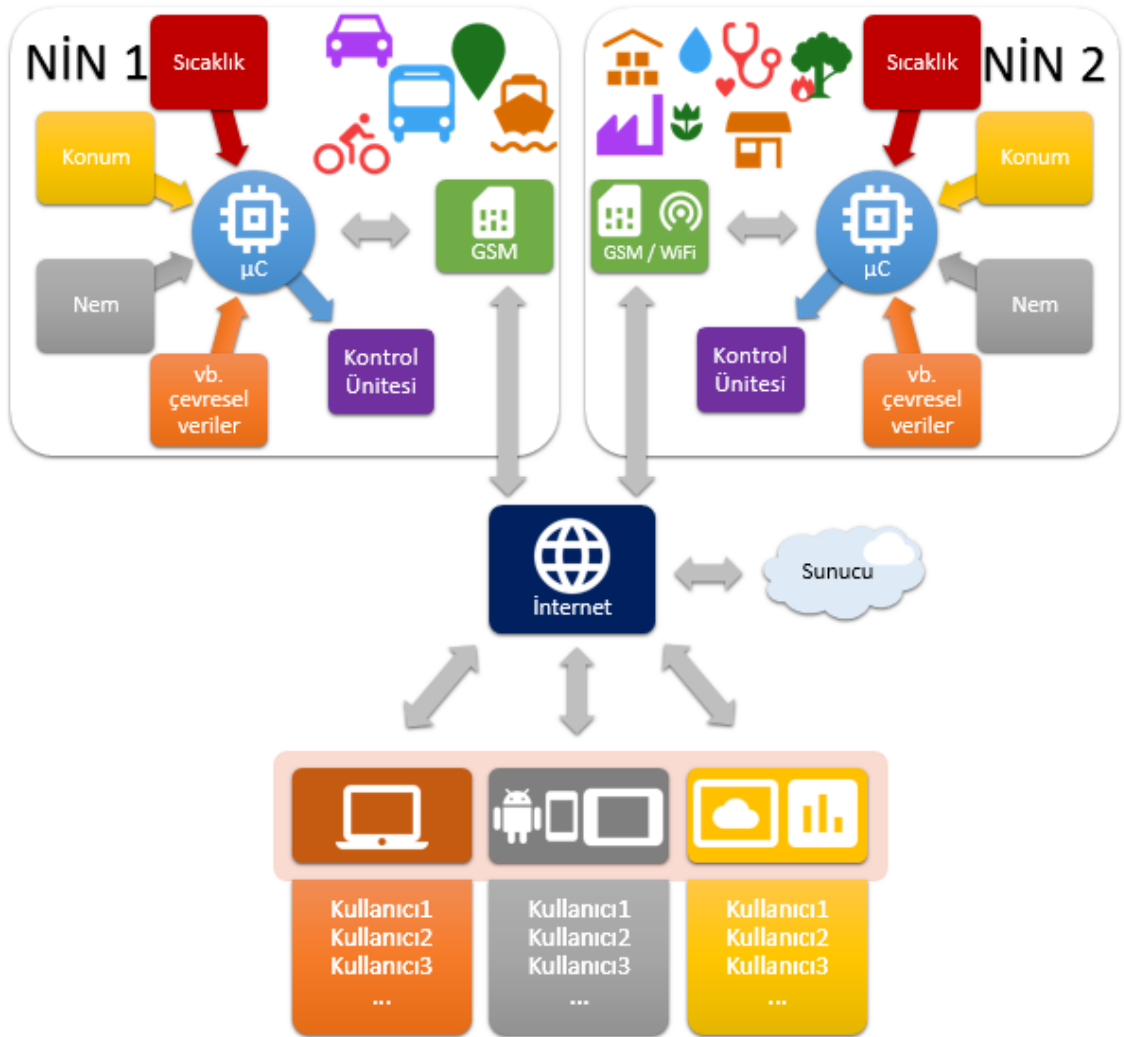 NİN 1
Sıcaklık
Konum
µC
Nem
vb.
çevresel
veriler
Kontrol
Ünitesi
GSM
NİN 2
Sıcaklık
Konum
GSM / WiFi
µC
Nem
Kontrol
Ünitesi
vb.
çevresel
veriler
İnternet
Sunucu
Kullanıcı1
Kullanıcı2
Kullanıcı3
...
Kullanıcı1
Kullanıcı2
Kullanıcı3
...
Kullanıcı1
Kullanıcı2
Kullanıcı3
...